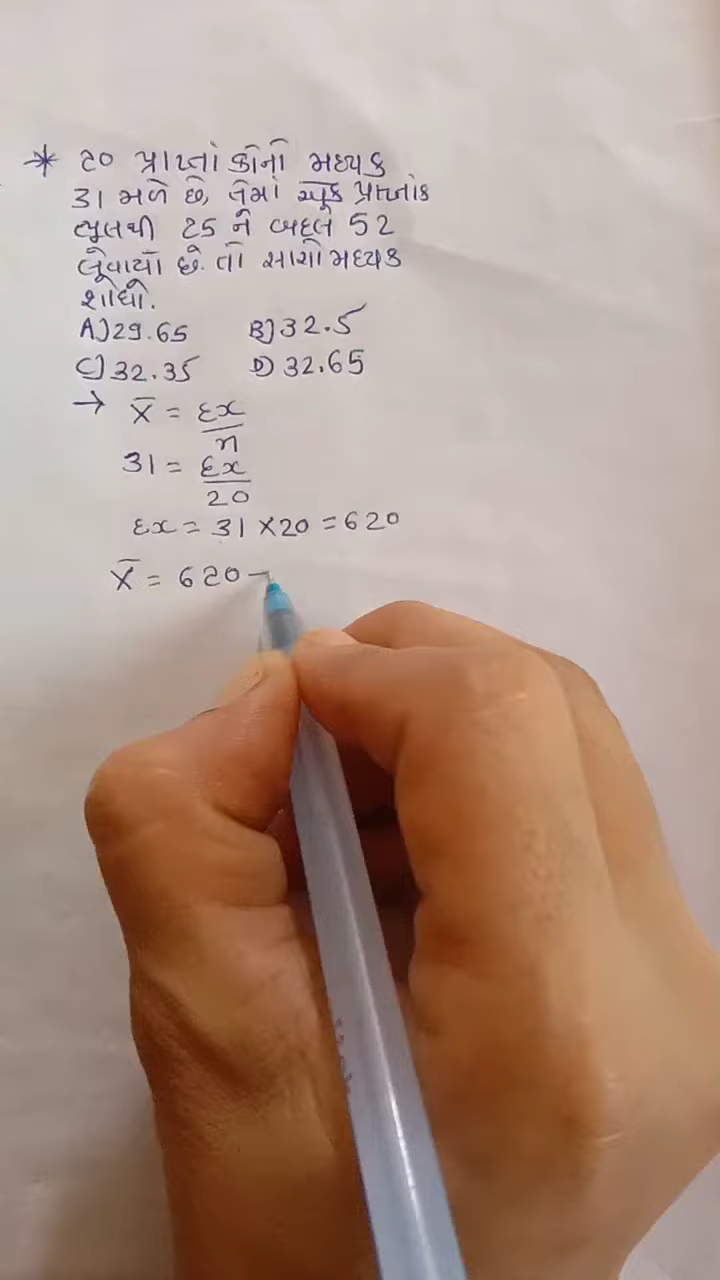 * 20 પ્રાપ્તાંકોનો મધ્યક
31 મળે છે, તેમાં એક પ્રાપ્તાંક
ભૂલથી 25 ને બદલે 52
લેવાયો છે. તો સાચો મધ્યક
શોધો.
A) 29.65 B) 32.5
C) 32.35 D) 32.65
→ x̄ = Σx/n
31 = Σx/20
Σx = 31 × 20 = 620
x̄ = 620 -